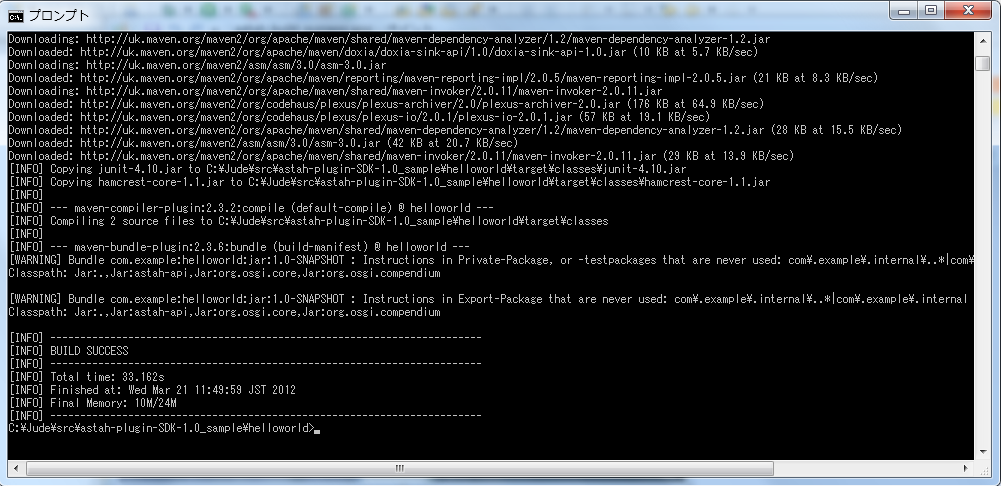 プロンプト
Downloading: http://uk.maven.org/maven2/org/apache/maven/shared/maven-dependency-analyzer/1.2/maven-dependency-analyzer-1.2.jar
Downloaded: http://uk.maven.org/maven2/org/apache/maven/doxia/doxia-sink-api/1.0/doxia-sink-api-1.0.jar (10 KB at 5.7 KB/sec)
Downloading: http://uk.maven.org/maven2/asm/asm/3.0/asm-3.0.jar
Downloaded: http://uk.maven.org/maven2/org/apache/maven/reporting/maven-reporting-impl/2.0.5/maven-reporting-impl-2.0.5.jar (21 KB at 8.3 KB/sec)
Downloading: http://uk.maven.org/maven2/org/apache/maven/shared/maven-invoker/2.0.11/maven-invoker-2.0.11.jar
Downloaded: http://uk.maven.org/maven2/org/codehaus/plexus/plexus-archiver/2.0/plexus-archiver-2.0.jar (176 KB at 64.9 KB/sec)
Downloaded: http://uk.maven.org/maven2/org/codehaus/plexus/plexus-io/2.0.1/plexus-io-2.0.1.jar (57 KB at 19.1 KB/sec)
Downloaded: http://uk.maven.org/maven2/org/apache/maven/shared/maven-dependency-analyzer/1.2/maven-dependency-analyzer-1.2.jar (28 KB at 15.5 KB/sec)
Downloaded: http://uk.maven.org/maven2/asm/asm/3.0/asm-3.0.jar (42 KB at 20.7 KB/sec)
Downloaded: http://uk.maven.org/maven2/org/apache/maven/shared/maven-invoker/2.0.11/maven-invoker-2.0.11.jar (29 KB at 13.9 KB/sec)
[INFO] Copying junit-4.10.jar to C:¥Jude¥src¥astah-plugin-SDK-1.0_sample¥helloworld¥target¥classes¥junit-4.10.jar
[INFO] Copying hamcrest-core-1.1.jar to C:¥Jude¥src¥astah-plugin-SDK-1.0_sample¥helloworld¥target¥classes¥hamcrest-core-1.1.jar
[INFO]
[INFO] --- maven-compiler-plugin:2.3.2:compile (default-compile) @ helloworld ---
[INFO] Compiling 2 source files to C:¥Jude¥src¥astah-plugin-SDK-1.0_sample¥helloworld¥target¥classes
[INFO]
[INFO] --- maven-bundle-plugin:2.3.6:bundle (build-manifest) @ helloworld ---
[WARNING] Bundle com.example:helloworld:jar:1.0-SNAPSHOT : Instructions in Private-Package, or -testpackages that are never used: com¥.example¥.internal¥..*|com¥
Classpath: Jar:.,Jar:astah-api,Jar:org.osgi.core,Jar:org.osgi.compendium
[WARNING] Bundle com.example:helloworld:jar:1.0-SNAPSHOT : Instructions in Export-Package that are never used: com¥.example¥.internal¥..*|com¥.example¥.internal
Classpath: Jar:.,Jar:astah-api,Jar:org.osgi.core,Jar:org.osgi.compendium
[INFO] ------------------------------------------------------------------------
[INFO] BUILD SUCCESS
[INFO] ------------------------------------------------------------------------
[INFO] Total time: 33.162s
[INFO] Finished at: Wed Mar 21 11:49:59 JST 2012
[INFO] Final Memory: 10M/24M
[INFO] ------------------------------------------------------------------------
C:¥Jude¥src¥astah-plugin-SDK-1.0_sample¥helloworld>